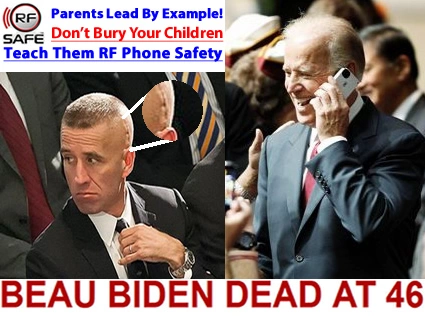 RF
SAFE
Parents Lead By Example!
Don't Bury Your Children
Teach Them RF Phone Safety
BEAU BIDEN DEAD AT 46